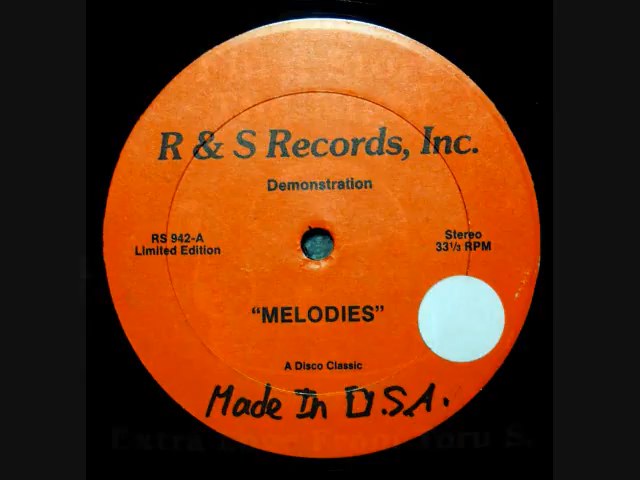 R & S Records, Inc.
Demonstration
RS 942-A
Limited Edition
Stereo
33⅓ RPM
"MELODIES"
A Disco Classic
Made In U.S.A.